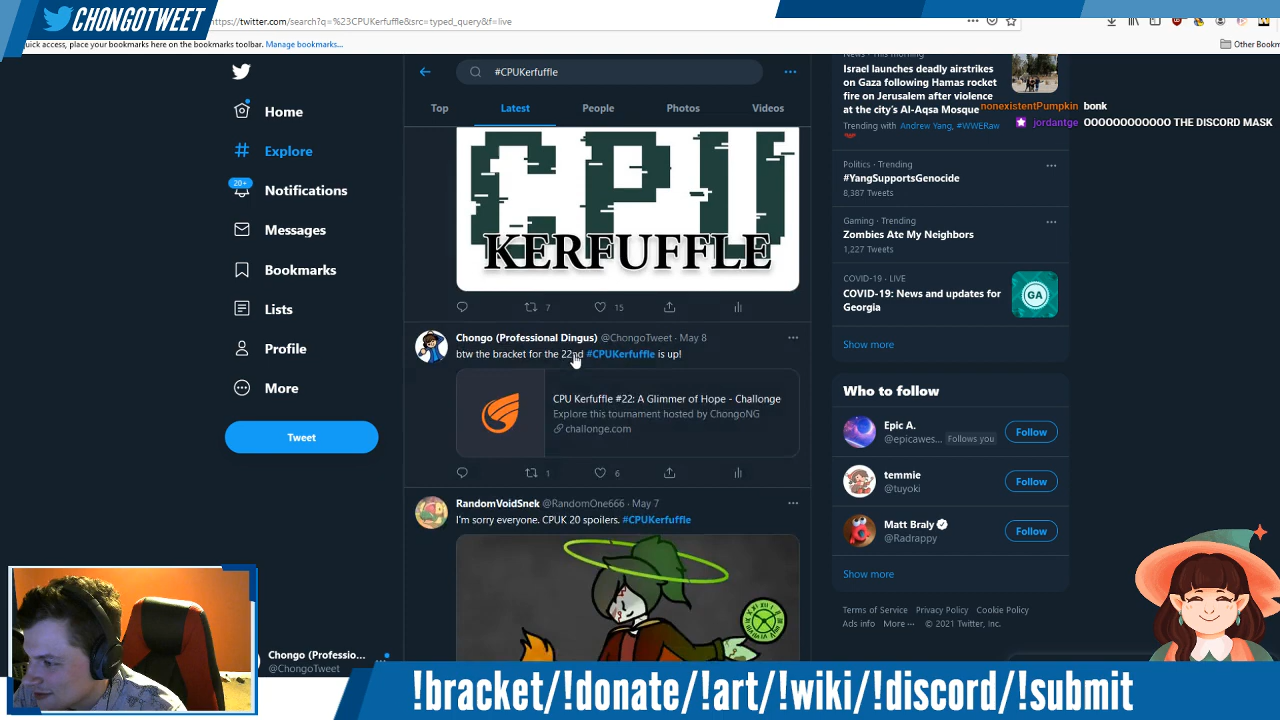 CHONGOTWEET
https://twitter.com/search?q=%23CPUKerfuffle&src=typed_query&f=live
quick access, place your bookmarks here on the bookmarks toolbar. Manage bookmarks...
Other Bookm
#CPUKerfuffle
Top
Latest
People
Photos
Videos
Home
Explore
20+
Notifications
Messages
Bookmarks
Lists
Profile
More
Tweet
CPU
KERFUFFLE
7
15
Chongo (Professional Dingus) @ChongoTweet · May 8
btw the bracket for the 22nd #CPUKerfuffle is up!
CPU Kerfuffle #22: A Glimmer of Hope - Challonge
Explore this tournament hosted by ChongoNG
challonge.com
1
6
RandomVoidSnek @RandomOne666 · May 7
I'm sorry everyone. CPUK 20 spoilers. #CPUKerfuffle
News · This morning
Israel launches deadly airstrikes
on Gaza following Hamas rocket
fire on Jerusalem after violence
at the city's Al-Aqsa Mosque
Trending with Andrew Yang, #WWERaw
nonexistentPumpkin bonk
jordantge OOOOOOOOOOOO THE DISCORD MASK
Politics · Trending
#YangSupportsGenocide
8,387 Tweets
Gaming · Trending
Zombies Ate My Neighbors
1,227 Tweets
COVID-19 · LIVE
COVID-19: News and updates for
Georgia
GA
Show more
Who to follow
Epic A.
@epicawes... Follows you
Follow
temmie
@tuyoki
Follow
Matt Braly
@Radrappy
Follow
Show more
Terms of Service Privacy Policy Cookie Policy
Ads info More ··· © 2021 Twitter, Inc.
Chongo (Professio...
@ChongoTweet
!bracket/!donate/!art/!wiki/!discord/!submit